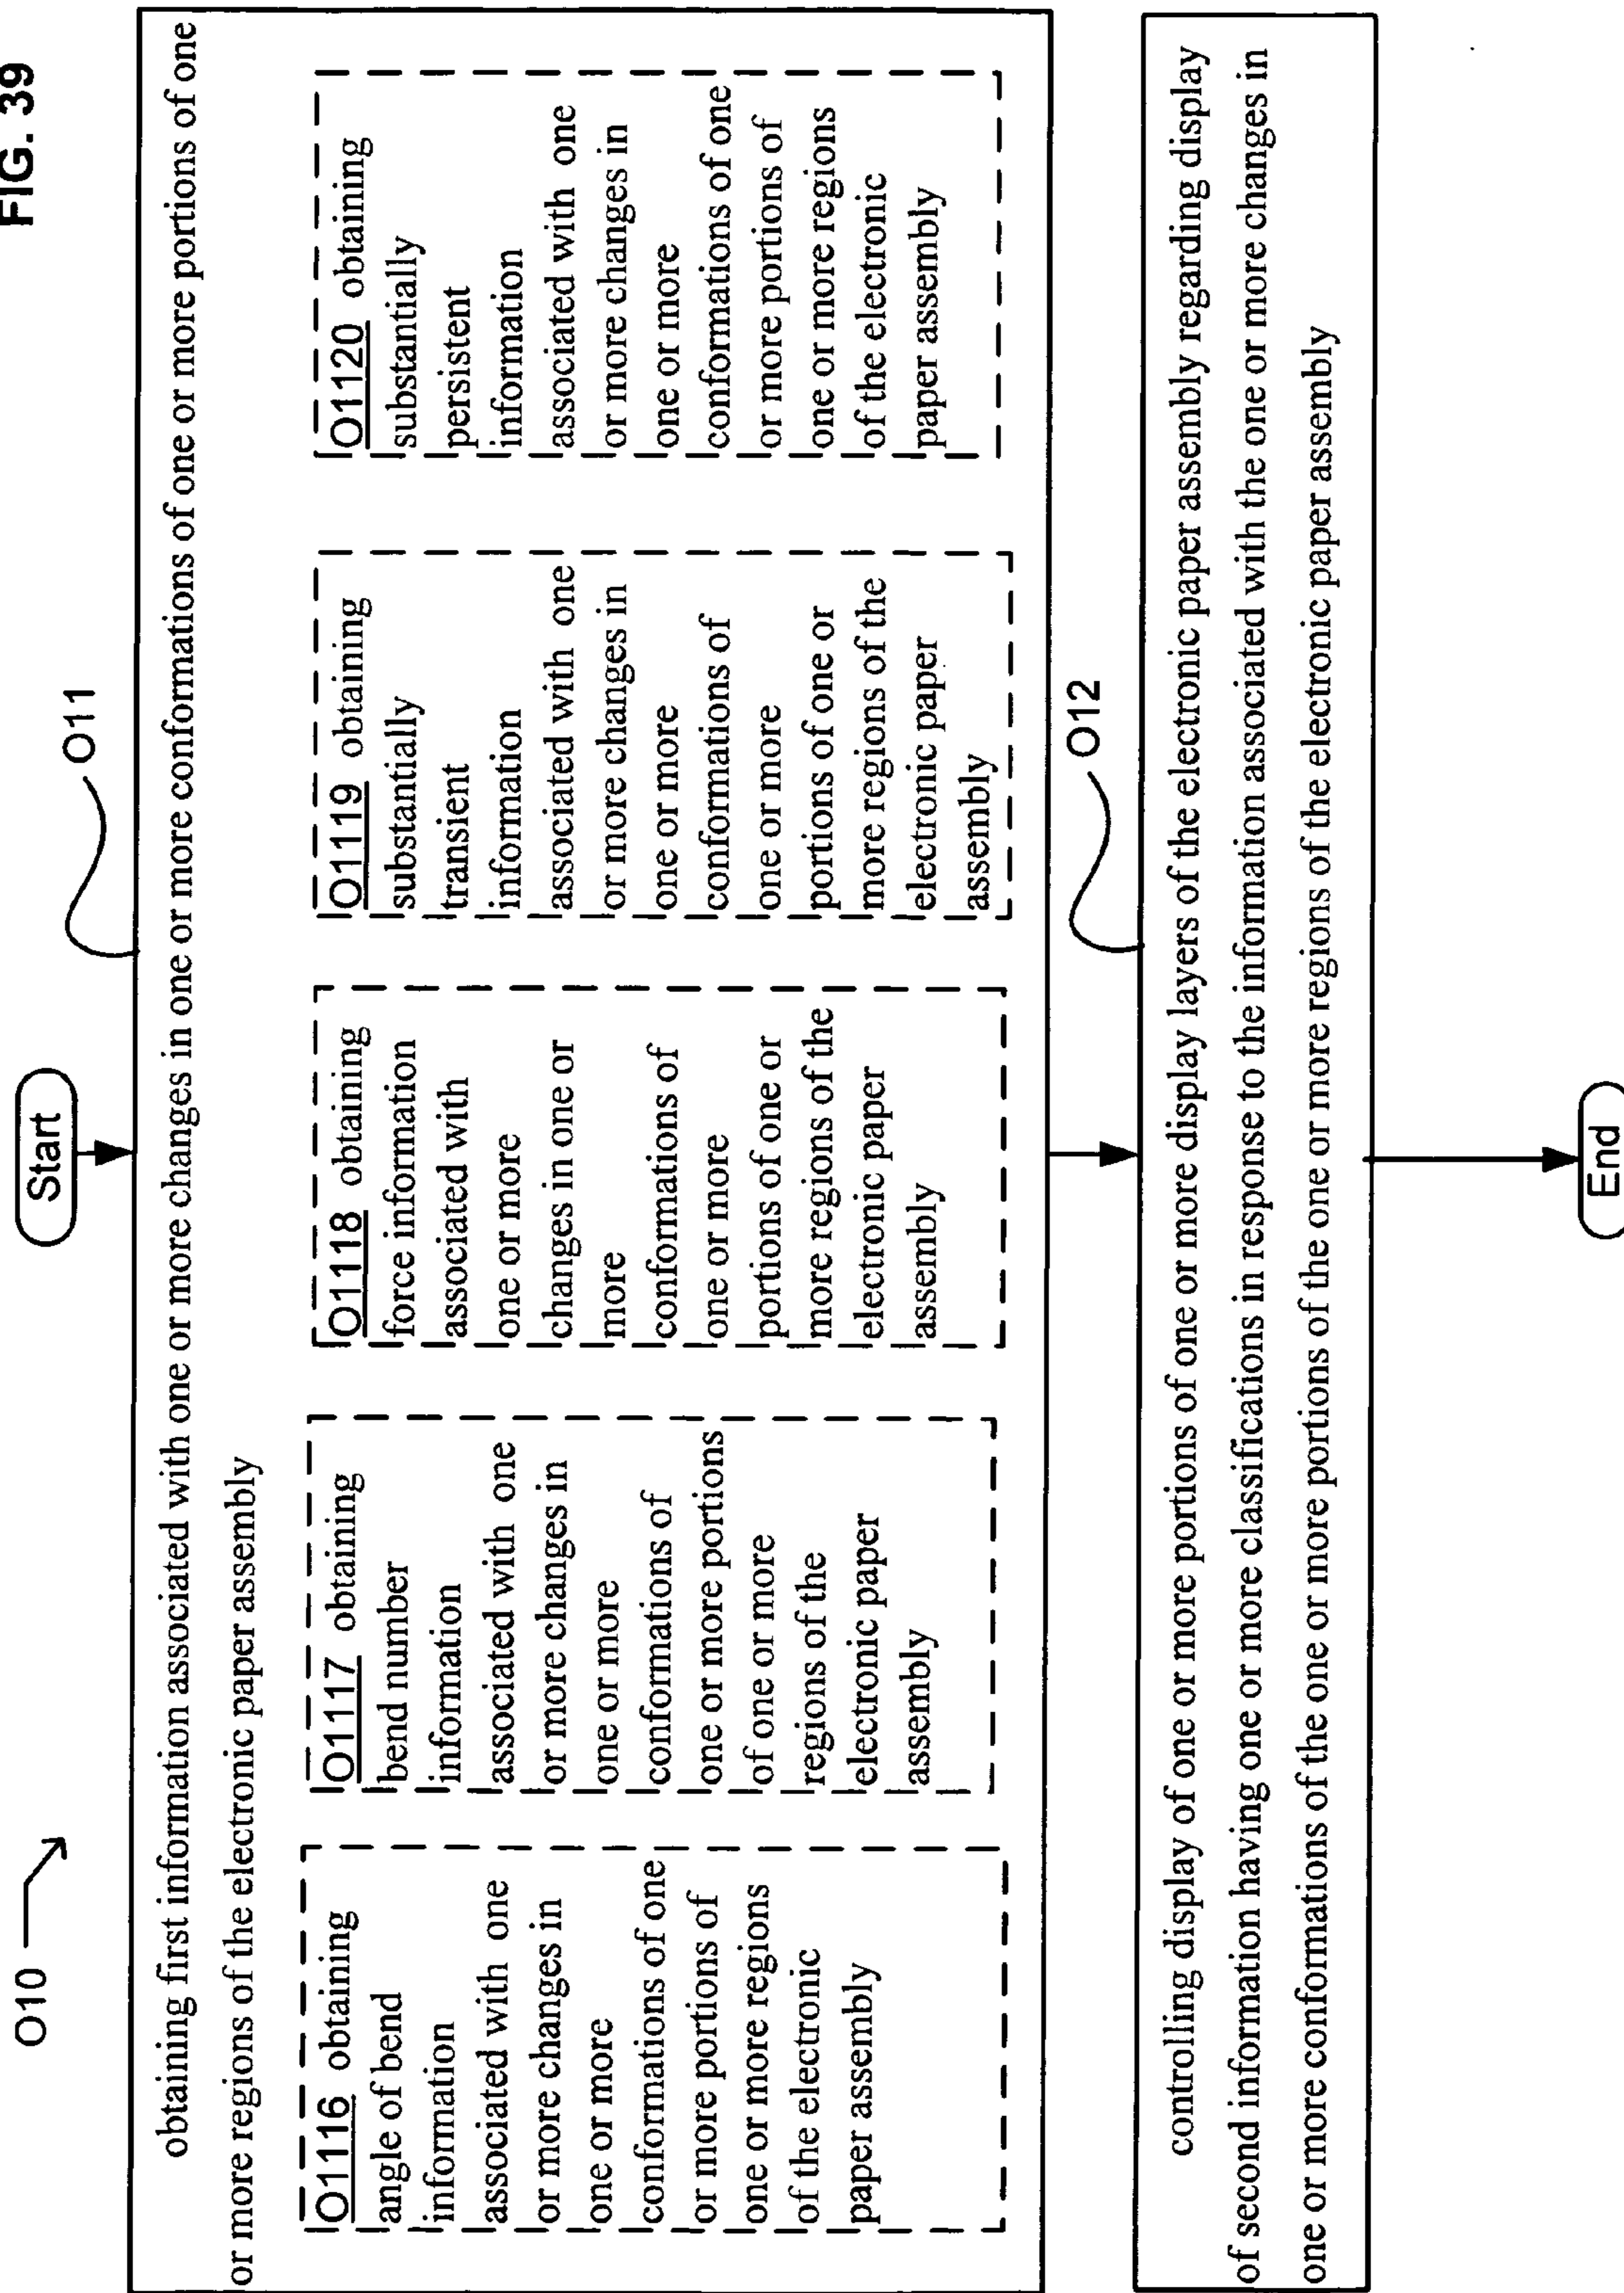 FIG. 39
O10
Start
O11
obtaining first information associated with one or more changes in one or more conformations of one or more portions of one
or more regions of the electronic paper assembly
O1116 obtaining
angle of bend
information
associated with one
or more changes in
one or more
conformations of one
or more portions of
one or more regions
of the electronic
paper assembly
O1117 obtaining
bend number
information
associated with one
or more changes in
one or more
conformations of
one or more portions
of one or more
regions of the
electronic paper
assembly
O1118 obtaining
force information
associated with
one or more
changes in one or
more
conformations of
one or more
portions of one or
more regions of the
electronic paper
assembly
O1119 obtaining
substantially
transient
information
associated with one
or more changes in
one or more
conformations of
one or more
portions of one or
more regions of the
electronic paper
assembly
O1120 obtaining
substantially
persistent
information
associated with one
or more changes in
one or more
conformations of one
or more portions of
one or more regions
of the electronic
paper assembly
O12
controlling display of one or more portions of one or more display layers of the electronic paper assembly regarding display
of second information having one or more classifications in response to the information associated with the one or more changes in
one or more conformations of the one or more portions of the one or more regions of the electronic paper assembly
End